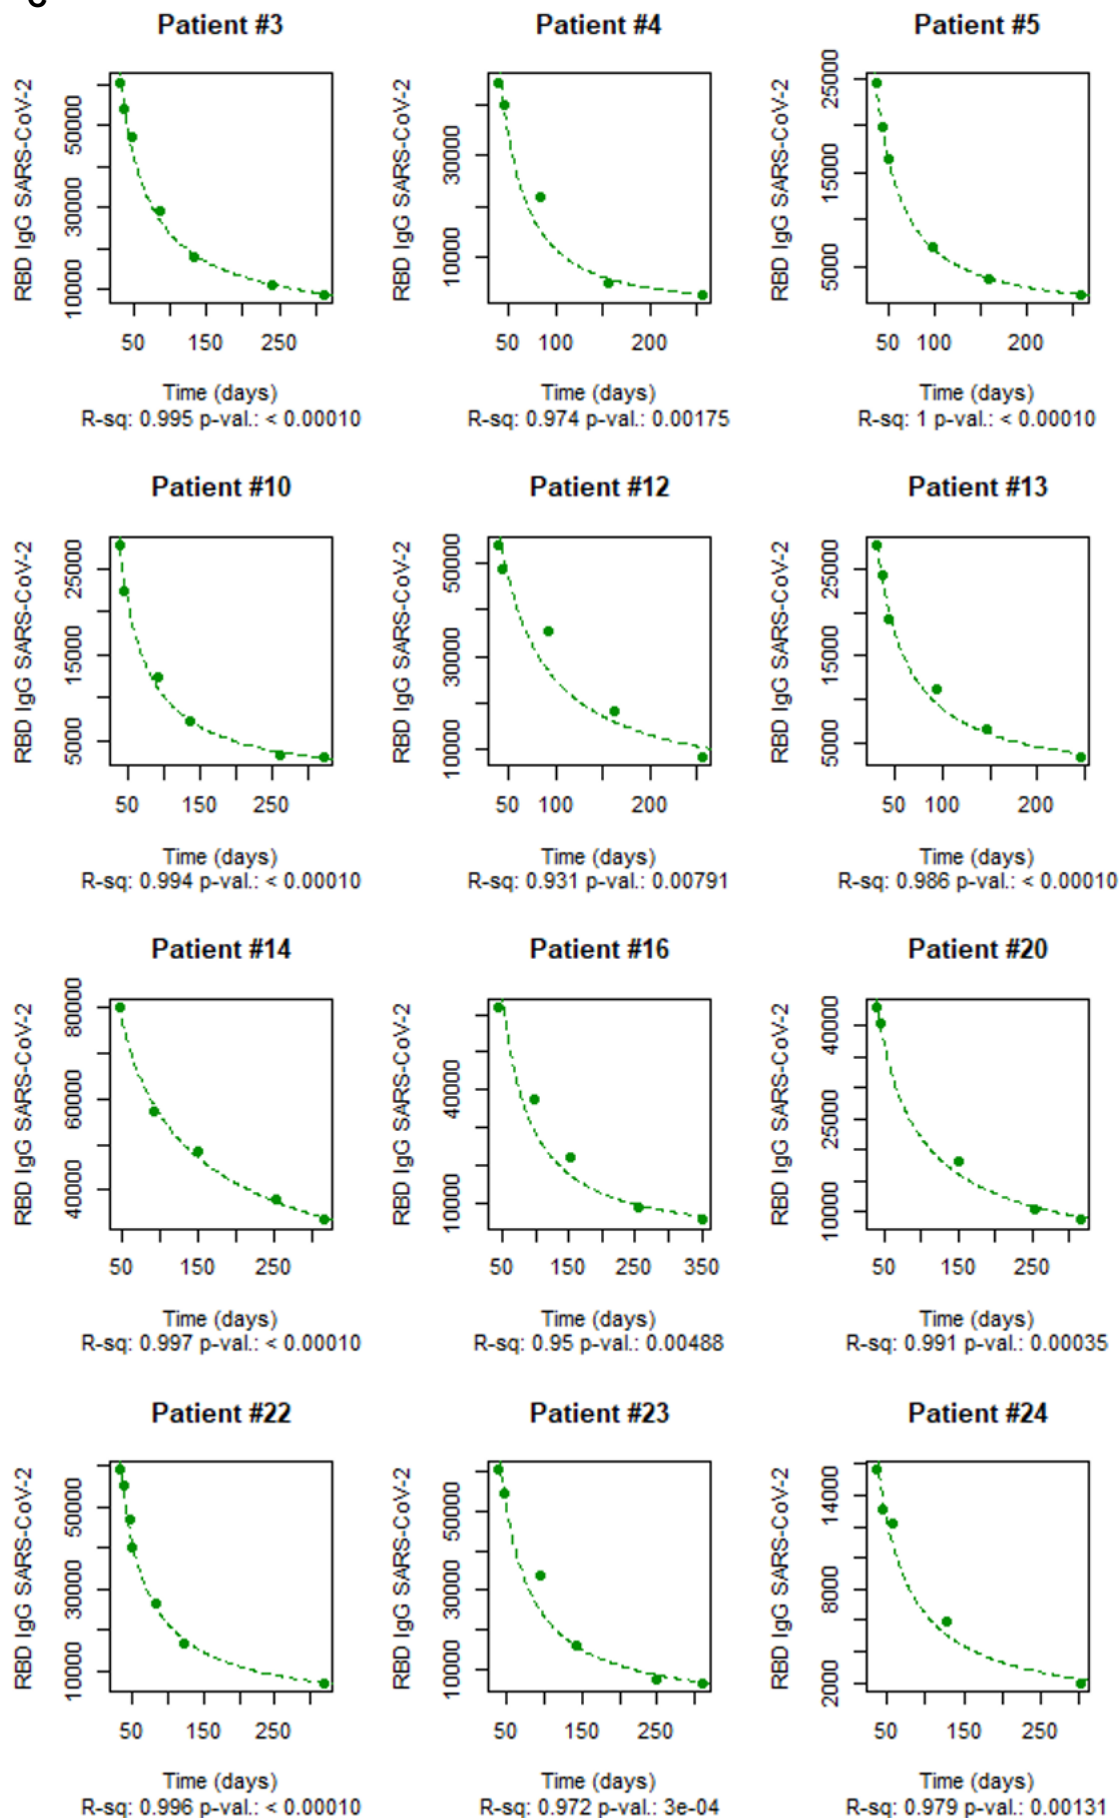 Patient #3
Patient #4
Patient #5
RBD IgG SARS-CoV-2
10000 30000 50000
RBD IgG SARS-CoV-2
10000 30000
RBD IgG SARS-CoV-2
5000 15000 25000
50 150 250
50 100 200
50 100 200
Time (days)
R-sq: 0.995 p-val.: < 0.00010
Time (days)
R-sq: 0.974 p-val.: 0.00175
Time (days)
R-sq: 1 p-val.: < 0.00010
Patient #10
Patient #12
Patient #13
RBD IgG SARS-CoV-2
5000 15000 25000
RBD IgG SARS-CoV-2
10000 30000 50000
RBD IgG SARS-CoV-2
5000 15000 25000
50 150 250
50 100 200
50 100 200
Time (days)
R-sq: 0.994 p-val.: < 0.00010
Time (days)
R-sq: 0.931 p-val.: 0.00791
Time (days)
R-sq: 0.986 p-val.: < 0.00010
Patient #14
Patient #16
Patient #20
RBD IgG SARS-CoV-2
40000 60000 80000
RBD IgG SARS-CoV-2
10000 40000
RBD IgG SARS-CoV-2
10000 25000 40000
50 150 250
50 150 250 350
50 150 250
Time (days)
R-sq: 0.997 p-val.: < 0.00010
Time (days)
R-sq: 0.95 p-val.: 0.00488
Time (days)
R-sq: 0.991 p-val.: 0.00035
Patient #22
Patient #23
Patient #24
RBD IgG SARS-CoV-2
10000 30000 50000
RBD IgG SARS-CoV-2
10000 30000 50000
RBD IgG SARS-CoV-2
2000 8000 14000
50 150 250
50 150 250
50 150 250
Time (days)
R-sq: 0.996 p-val.: < 0.00010
Time (days)
R-sq: 0.972 p-val.: 3e-04
Time (days)
R-sq: 0.979 p-val.: 0.00131